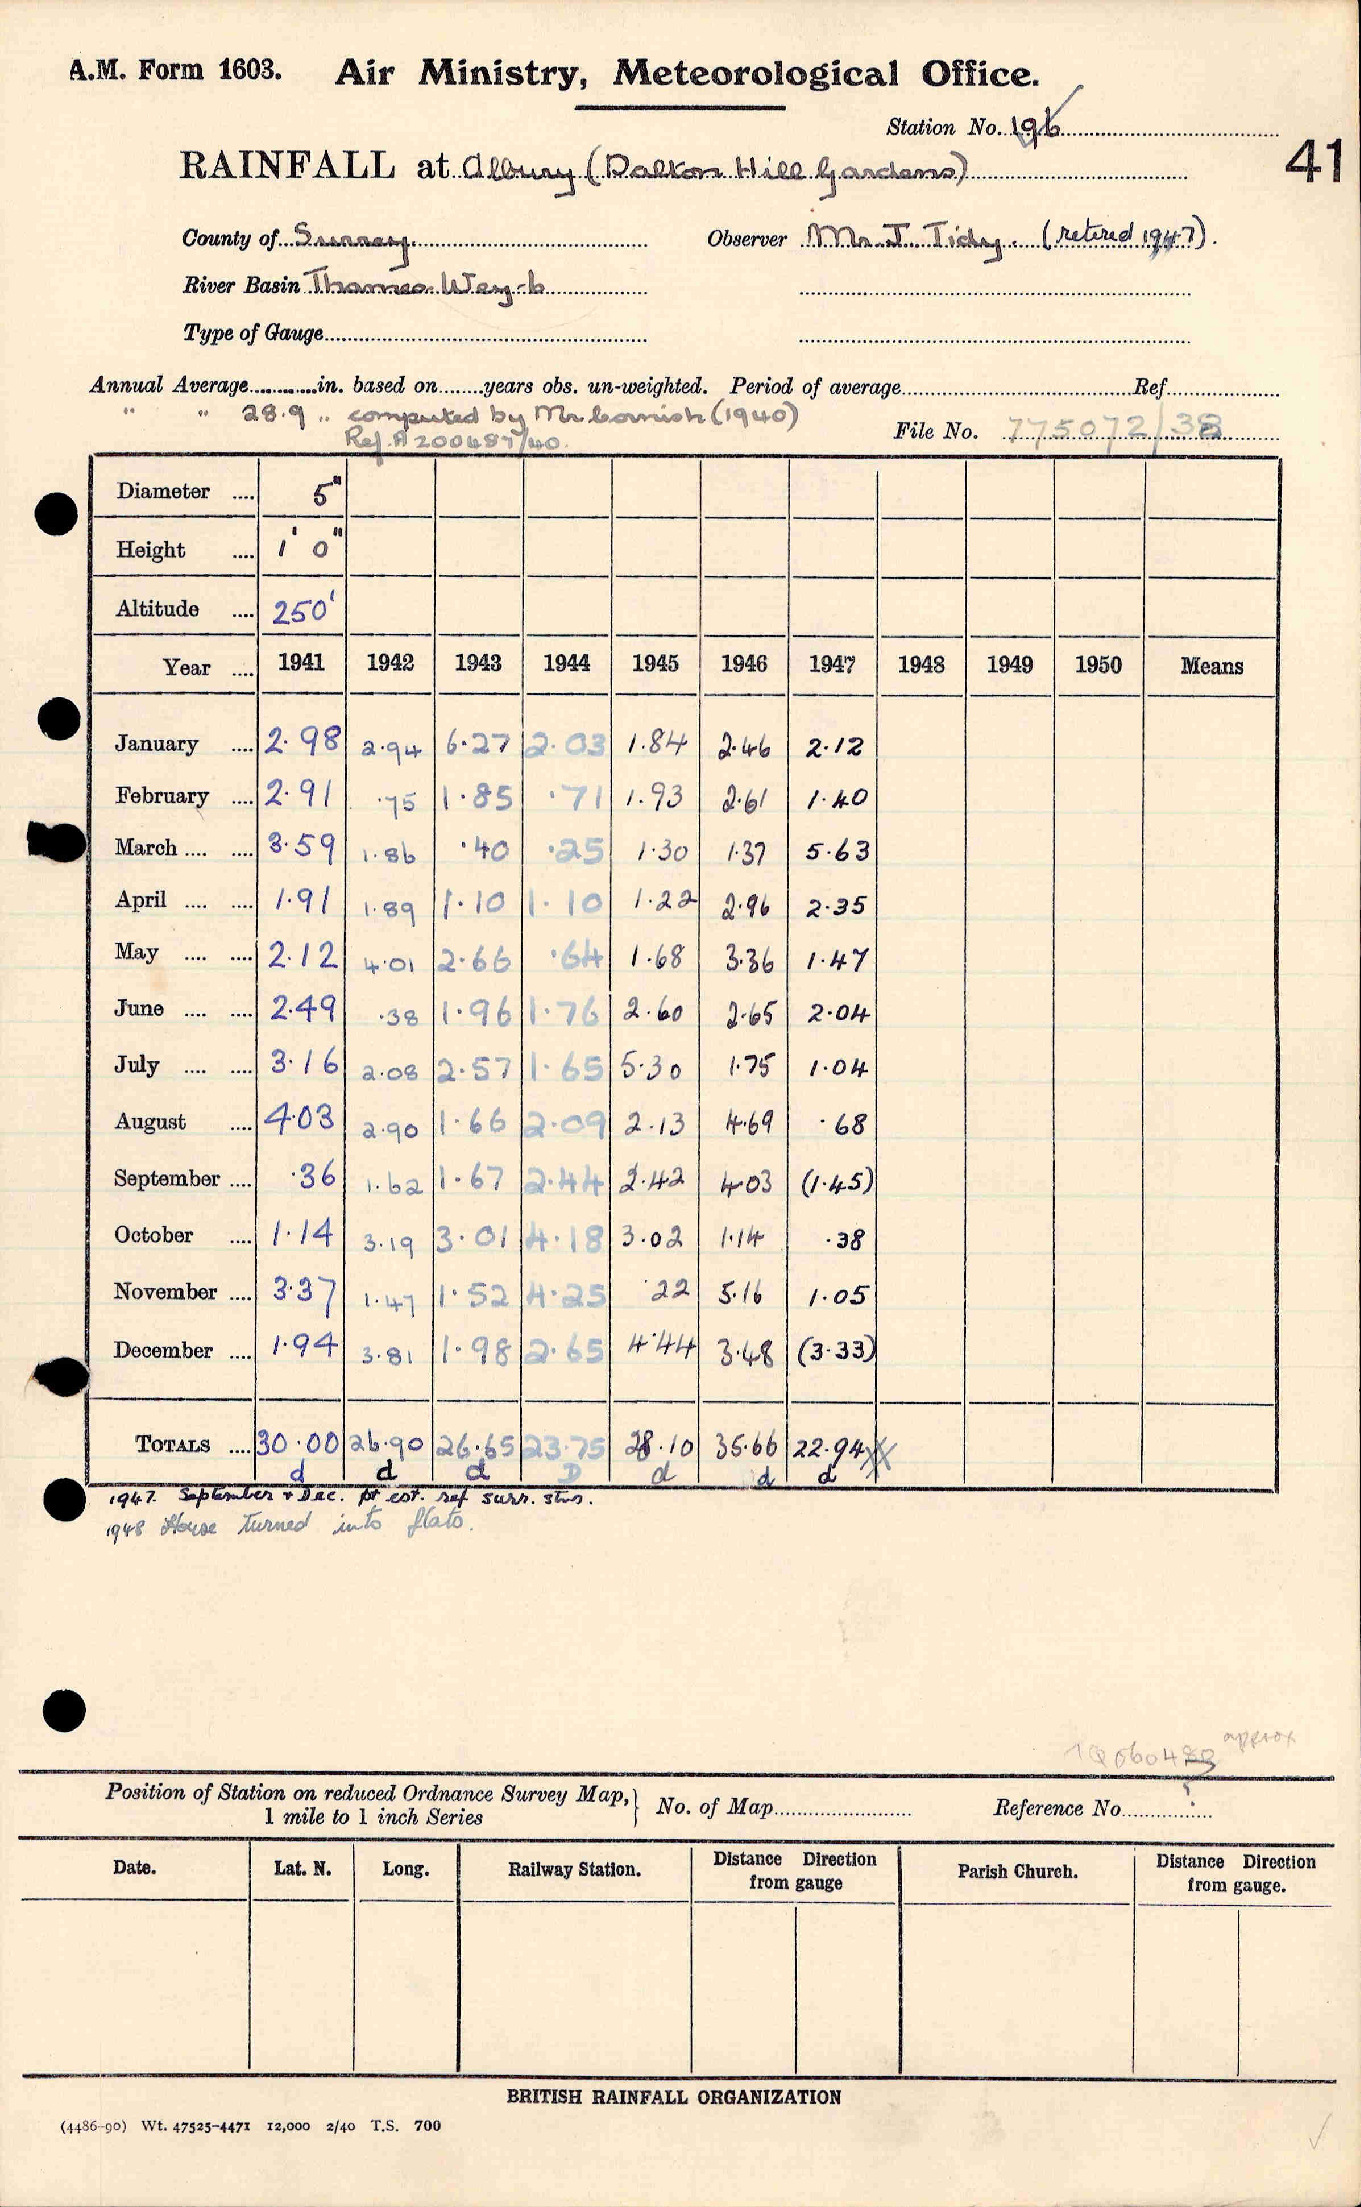 A.M. Form 1603. Air Ministry, Meteorological Office.
Station No. 196
41
RAINFALL at Albury (Dalton Hill Gardens)
County of Surrey. Observer Mr. J. Tidy. (retired 1947).
River Basin Thames-Wey-b
Type of Gauge
Annual Average in. based on years obs. un-weighted. Period of average Ref
" " 28.9 " computed by Mr Cornish (1940)
Ref. A 200487/40. File No. 775072/38
Diameter .... 5"
Height .... 1' 0"
Altitude .... 250'
Year .... 1941 1942 1943 1944 1945 1946 1947 1948 1949 1950 Means
January .... 2.98 2.94 6.27 2.03 1.84 2.46 2.12
February .... 2.91 .75 1.85 .71 1.93 2.61 1.40
March .... .... 3.59 1.86 .40 .25 1.30 1.37 5.63
April .... .... 1.91 1.89 1.10 1.10 1.22 2.96 2.35
May .... .... 2.12 4.01 2.66 .64 1.68 3.36 1.47
June .... .... 2.49 .38 1.96 1.76 2.60 2.65 2.04
July .... .... 3.16 2.08 2.57 1.65 5.30 1.75 1.04
August .... 4.03 2.90 1.66 2.09 2.13 4.69 .68
September .... .36 1.62 1.67 2.44 2.42 4.03 (1.45)
October .... 1.14 3.19 3.01 4.18 3.02 1.14 .38
November .... 3.37 1.47 1.52 4.25 .22 5.16 1.05
December .... 1.94 3.81 1.98 2.65 4.44 3.48 (3.33)
TOTALS .... 30.00 26.90 26.65 23.75 28.10 35.66 22.94
d d d D d d d
1947. September & Dec. pt est. ref surr. stns.
1948 House turned into flats.
approx
Position of Station on reduced Ordnance Survey Map, 1 mile to 1 inch Series } No. of Map Reference No. ?
Date. Lat. N. Long. Railway Station. Distance Direction from gauge Parish Church. Distance Direction from gauge.
BRITISH RAINFALL ORGANIZATION
(4486-90) Wt. 47525-4471 12,000 2/40 T.S. 700